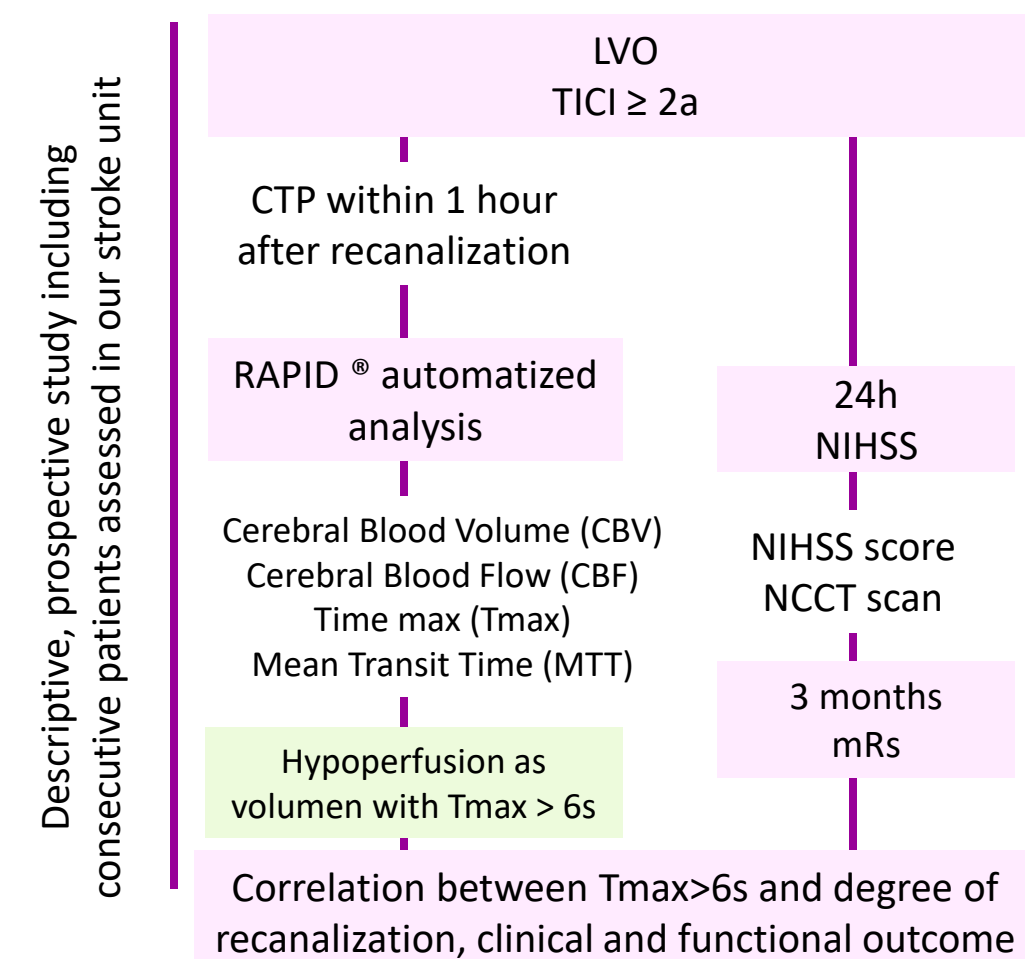 Descriptive, prospective study including
consecutive patients assessed in our stroke unit
LVO
TICI ≥ 2a
CTP within 1 hour
after recanalization
RAPID ® automatized
analysis
Cerebral Blood Volume (CBV)
Cerebral Blood Flow (CBF)
Time max (Tmax)
Mean Transit Time (MTT)
Hypoperfusion as
volumen with Tmax > 6s
24h
NIHSS
NIHSS score
NCCT scan
3 months
mRs
Correlation between Tmax>6s and degree of
recanalization, clinical and functional outcome